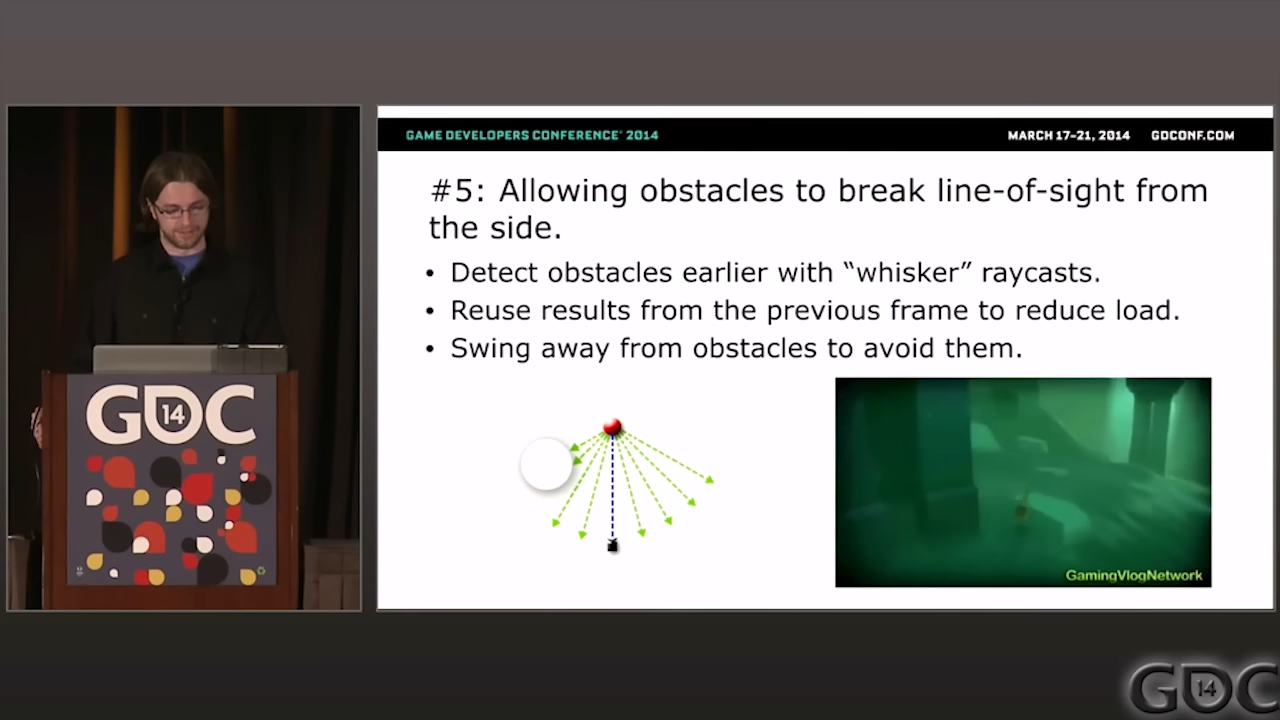 GAME DEVELOPERS CONFERENCE® 2014
MARCH 17–21, 2014 GDCONF.COM
#5: Allowing obstacles to break line-of-sight from
the side.
• Detect obstacles earlier with “whisker” raycasts.
• Reuse results from the previous frame to reduce load.
• Swing away from obstacles to avoid them.
GamingVlogNetwork
GDC
14
GDC
14